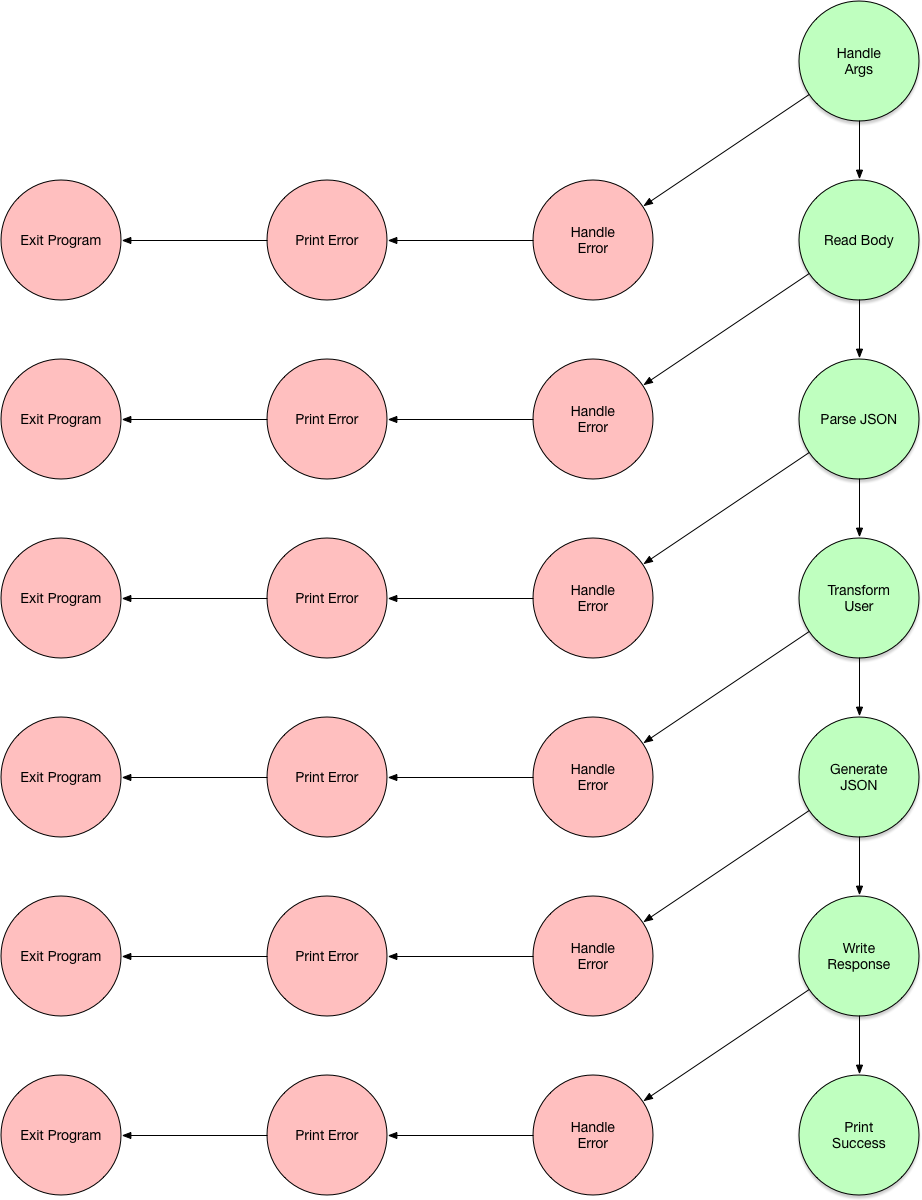 Handle
Args
Exit Program
Print Error
Handle
Error
Read Body
Exit Program
Print Error
Handle
Error
Parse JSON
Exit Program
Print Error
Handle
Error
Transform
User
Exit Program
Print Error
Handle
Error
Generate
JSON
Exit Program
Print Error
Handle
Error
Write
Response
Exit Program
Print Error
Handle
Error
Print
Success